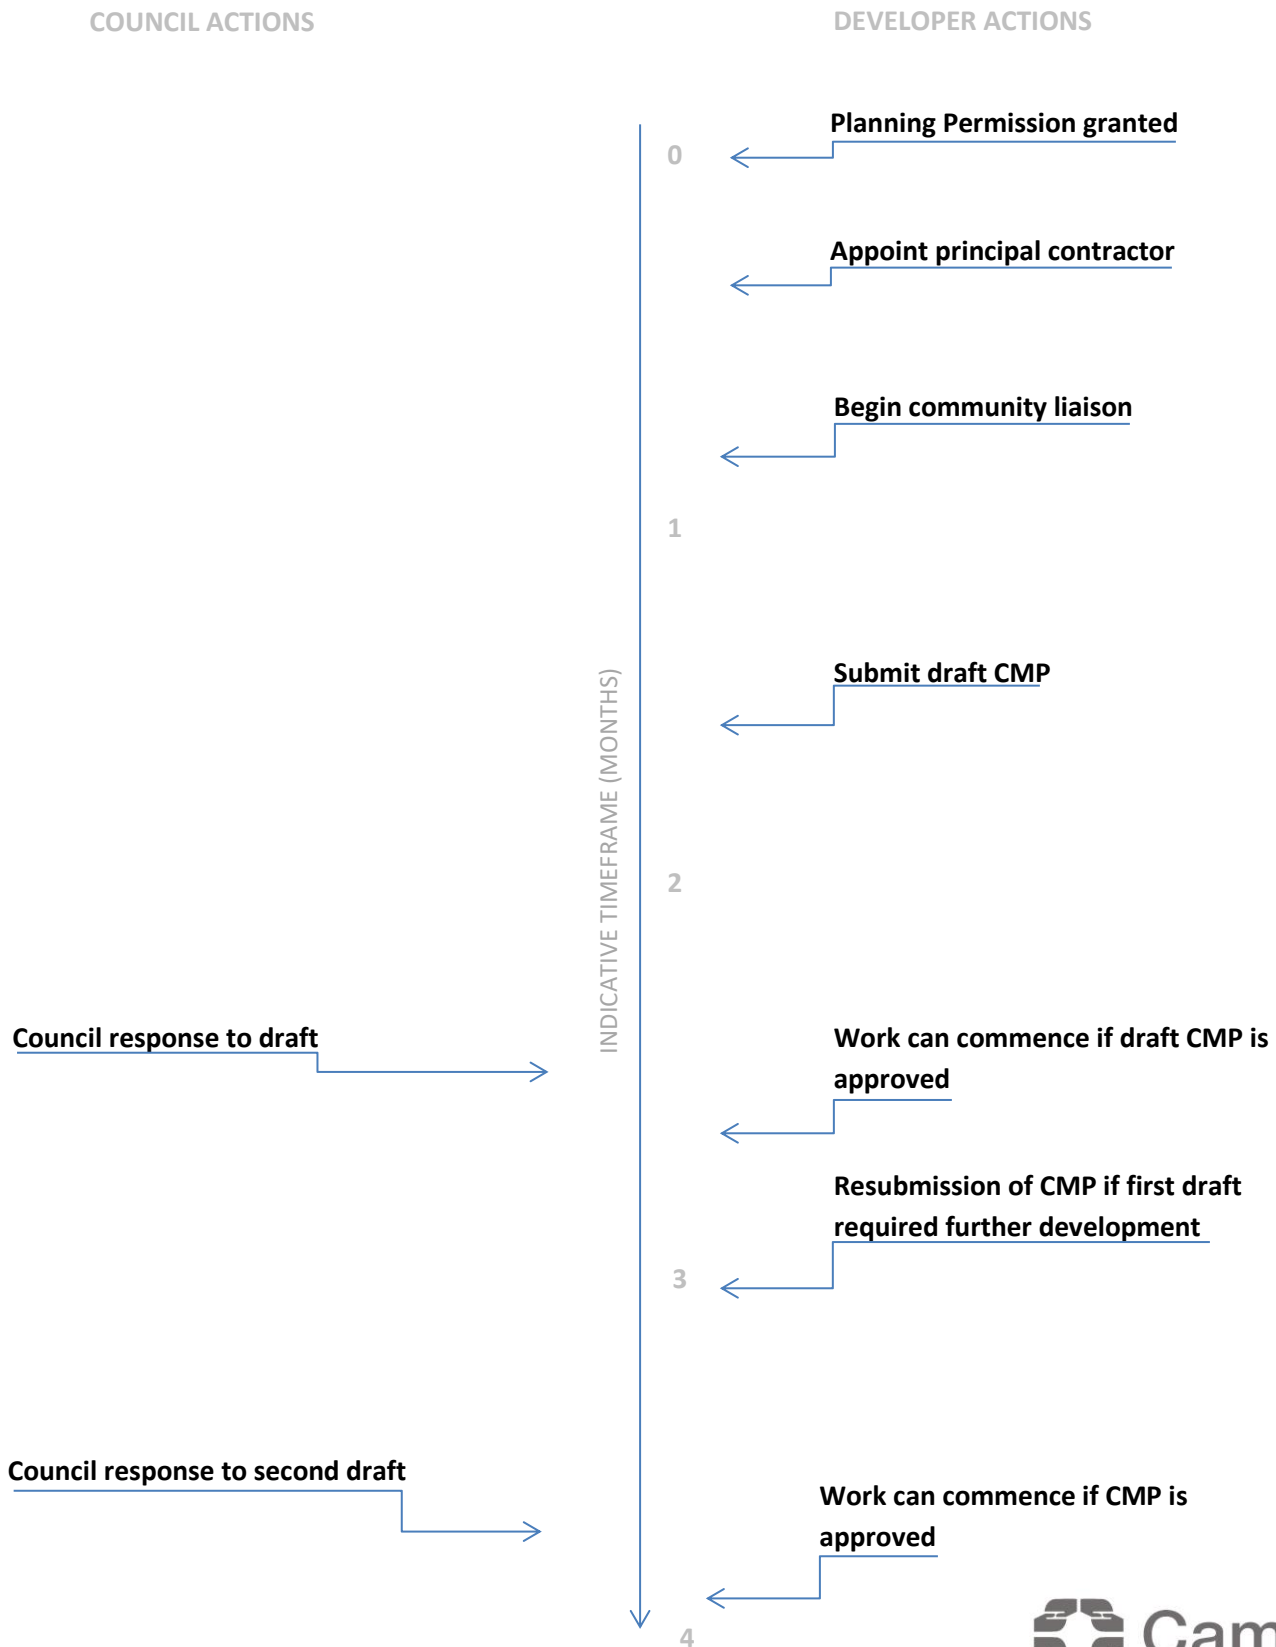 COUNCIL ACTIONS
DEVELOPER ACTIONS
Planning Permission granted
0
Appoint principal contractor
Begin community liaison
1
Submit draft CMP
INDICATIVE TIMEFRAME (MONTHS)
2
Council response to draft
Work can commence if draft CMP is
approved
Resubmission of CMP if first draft
required further development
3
Council response to second draft
Work can commence if CMP is
approved
4